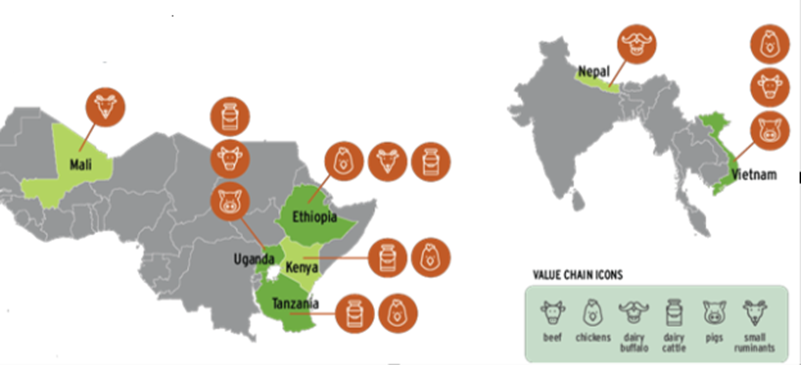 Nepal
Mali
Vietnam
Ethiopia
Uganda
Kenya
Tanzania
VALUE CHAIN ICONS
beef
chickens
dairy
buffalo
dairy
cattle
pigs
small
ruminants